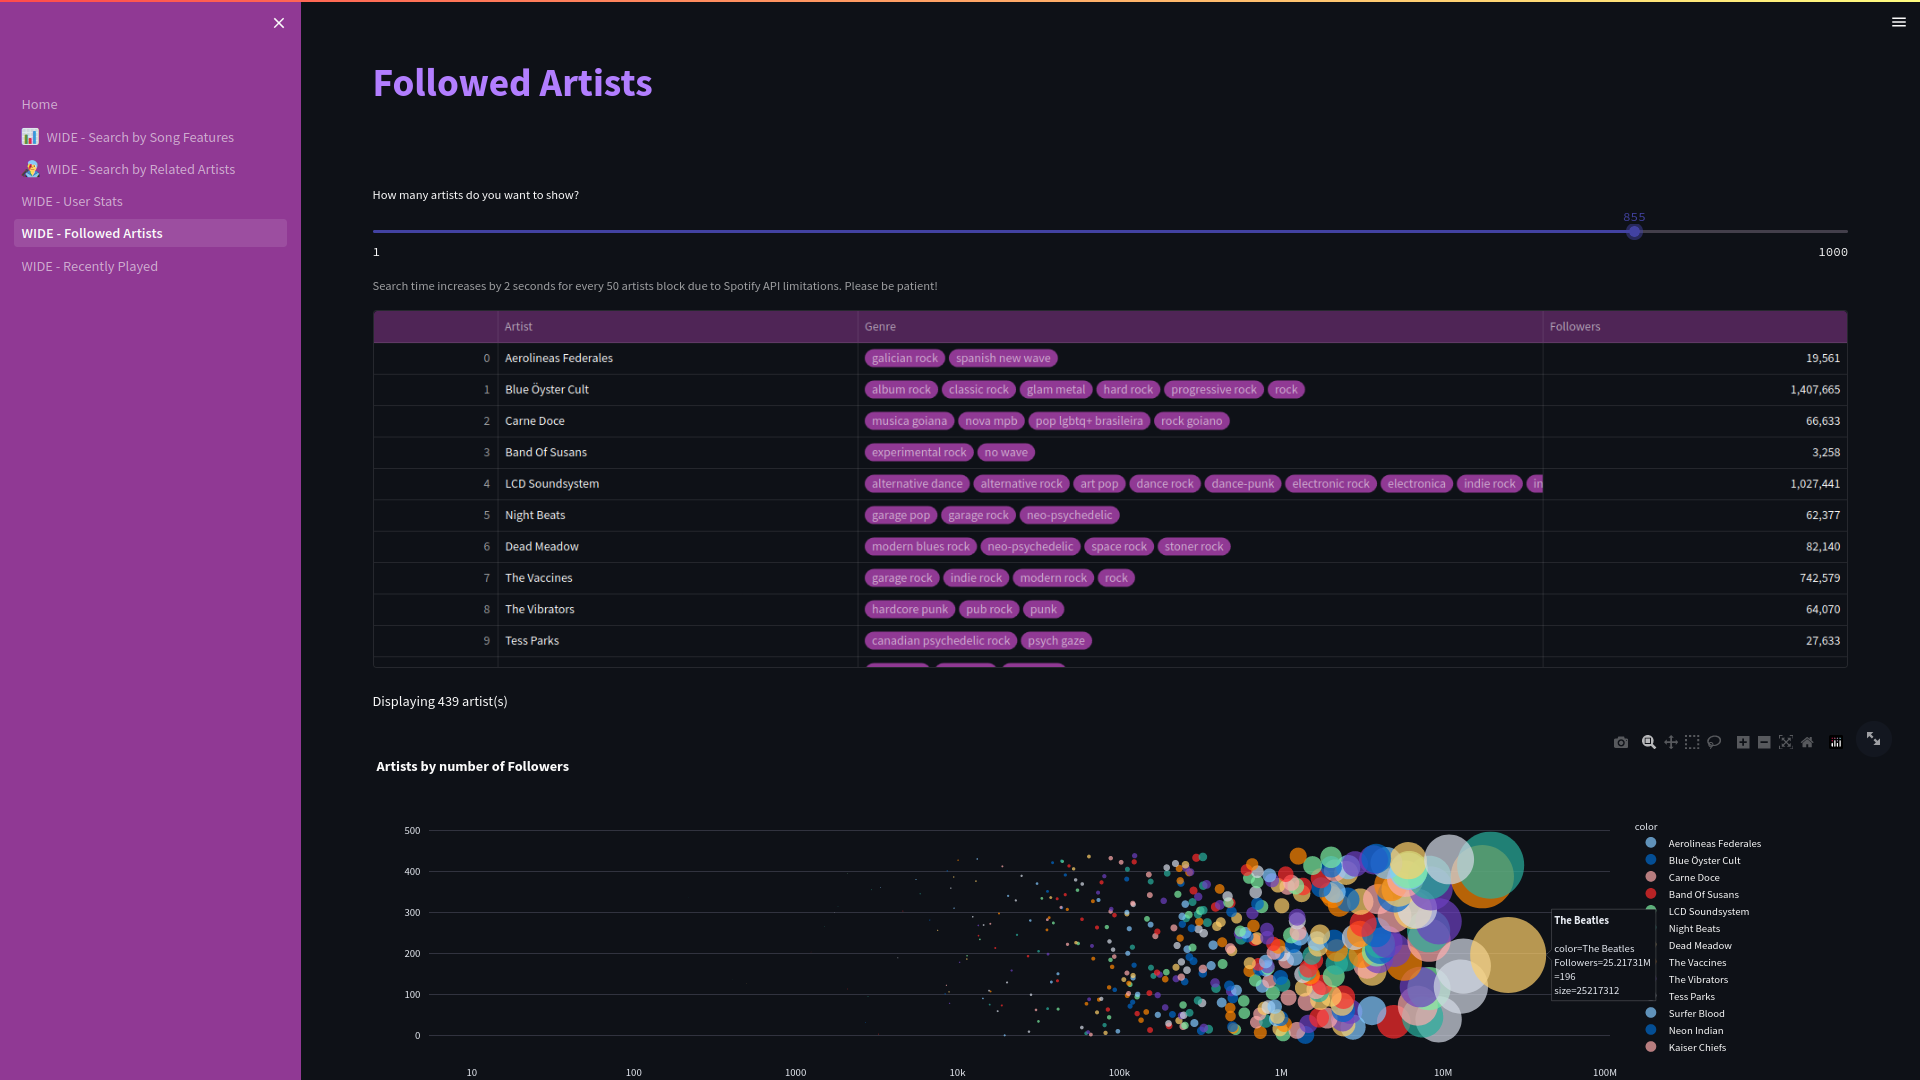 Home
WIDE - Search by Song Features
WIDE - Search by Related Artists
WIDE - User Stats
WIDE - Followed Artists
WIDE - Recently Played
Followed Artists
How many artists do you want to show?
855
1 1000
Search time increases by 2 seconds for every 50 artists block due to Spotify API limitations. Please be patient!
Artist Genre Followers
0 Aerolineas Federales galician rock spanish new wave 19,561
1 Blue Öyster Cult album rock classic rock glam metal hard rock progressive rock rock 1,407,665
2 Carne Doce musica goiana nova mpb pop lgbtq+ brasileira rock goiano 66,633
3 Band Of Susans experimental rock no wave 3,258
4 LCD Soundsystem alternative dance alternative rock art pop dance rock dance-punk electronic rock electronica indie rock in 1,027,441
5 Night Beats garage pop garage rock neo-psychedelic 62,377
6 Dead Meadow modern blues rock neo-psychedelic space rock stoner rock 82,140
7 The Vaccines garage rock indie rock modern rock rock 742,579
8 The Vibrators hardcore punk pub rock punk 64,070
9 Tess Parks canadian psychedelic rock psych gaze 27,633
Displaying 439 artist(s)
Artists by number of Followers
500
400
300
200
100
0
10 100 1000 10k 100k 1M 10M 100M
The Beatles
color=The Beatles
Followers=25.21731M
=196
size=25217312
color
Aerolineas Federales
Blue Öyster Cult
Carne Doce
Band Of Susans
LCD Soundsystem
Night Beats
Dead Meadow
The Vaccines
The Vibrators
Tess Parks
Surfer Blood
Neon Indian
Kaiser Chiefs